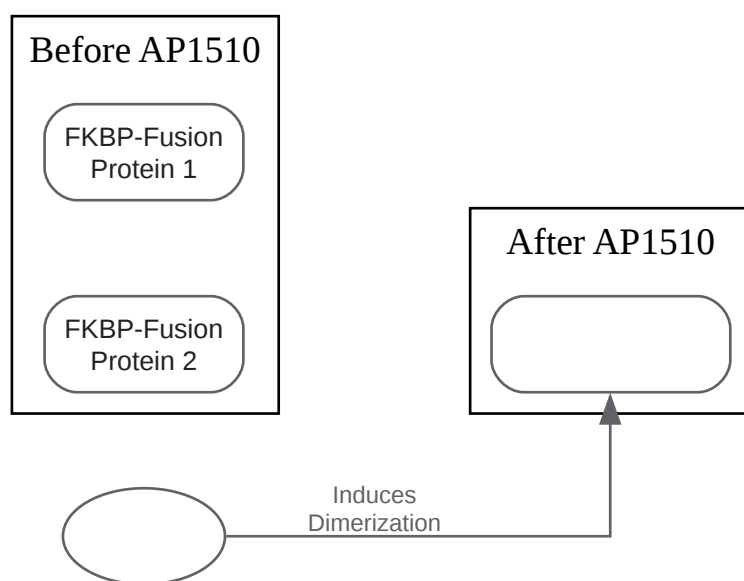 Before AP1510
FKBP-Fusion
Protein 1
FKBP-Fusion
Protein 2
After AP1510
Induces
Dimerization